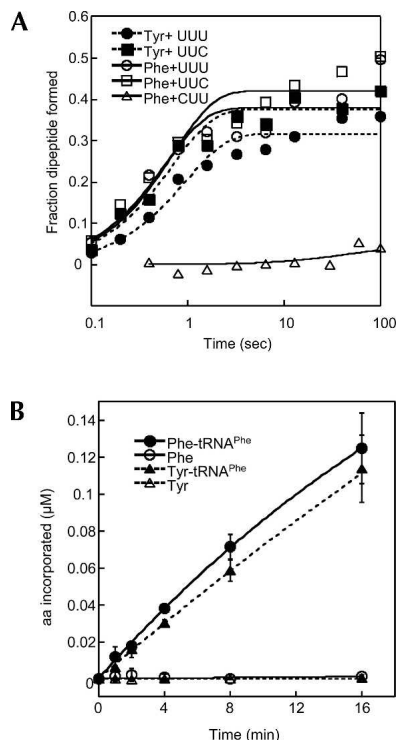 A
0.6
Tyr+ UUU
Tyr+ UUC
0.5
Phe+UUU
Phe+UUC
0.4
Phe+CUU
0.3
0.2
0.1
0
Fraction dipeptide formed
0.1 1 10 100
Time (sec)
B
0.14
Phe-tRNAPhe
0.12
Phe
Tyr-tRNAPhe
0.1
Tyr
0.08
0.06
0.04
0.02
0
aa incorporated (µM)
0 4 8 12 16
Time (min)